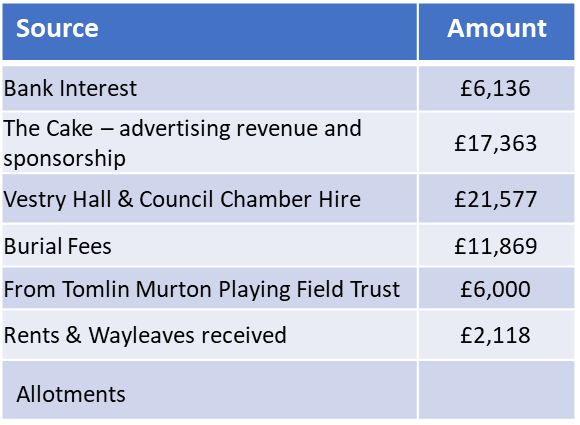 Source Amount
Bank Interest £6,136
The Cake – advertising revenue and
sponsorship £17,363
Vestry Hall & Council Chamber Hire £21,577
Burial Fees £11,869
From Tomlin Murton Playing Field Trust £6,000
Rents & Wayleaves received £2,118
Allotments